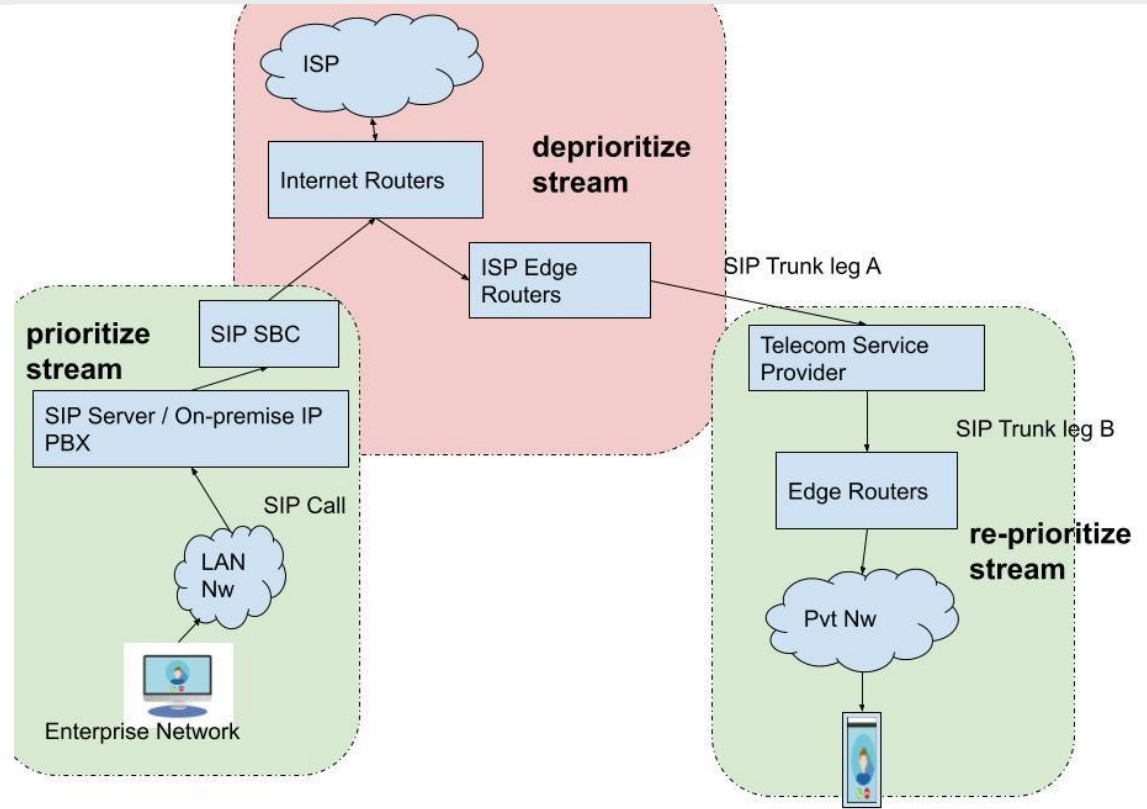 ISP
deprioritize
stream
Internet Routers
ISP Edge
Routers
SIP Trunk leg A
prioritize
stream
SIP SBC
Telecom Service
Provider
SIP Server / On-premise IP
PBX
SIP Trunk leg B
Edge Routers
SIP Call
re-prioritize
stream
LAN
Nw
Pvt Nw
Enterprise Network